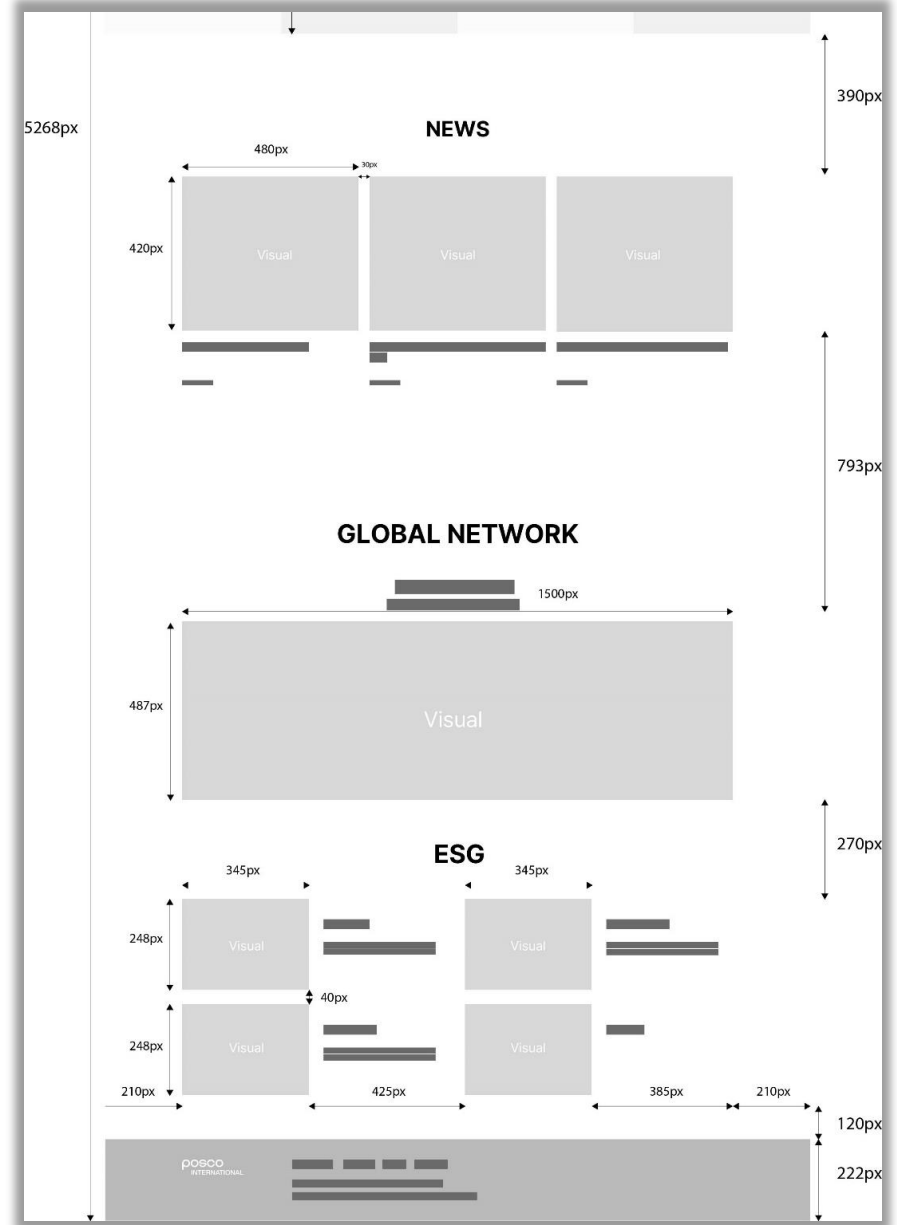 390px
5268px
NEWS
480px
30px
420px
Visual
Visual
Visual
793px
GLOBAL NETWORK
1500px
487px
Visual
270px
ESG
345px
345px
248px
Visual
Visual
40px
248px
Visual
Visual
210px
425px
385px
210px
120px
posco
INTERNATIONAL
222px